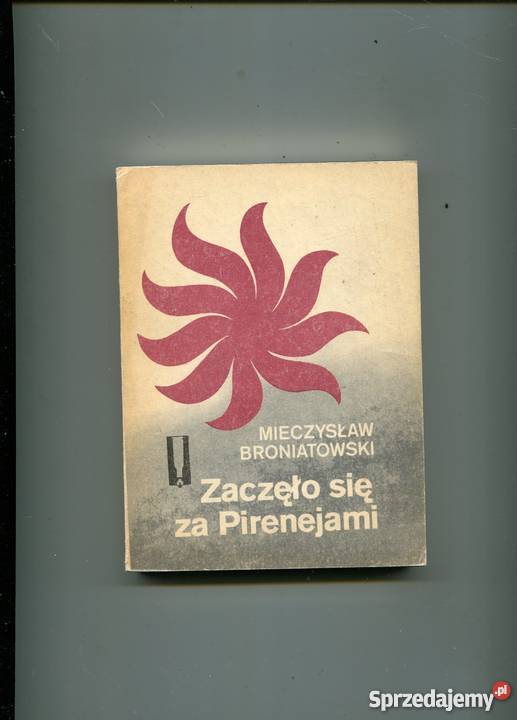 MIECZYSŁAW
BRONIATOWSKI
Zaczęło się
za Pirenejami
Sprzedajemy.pl